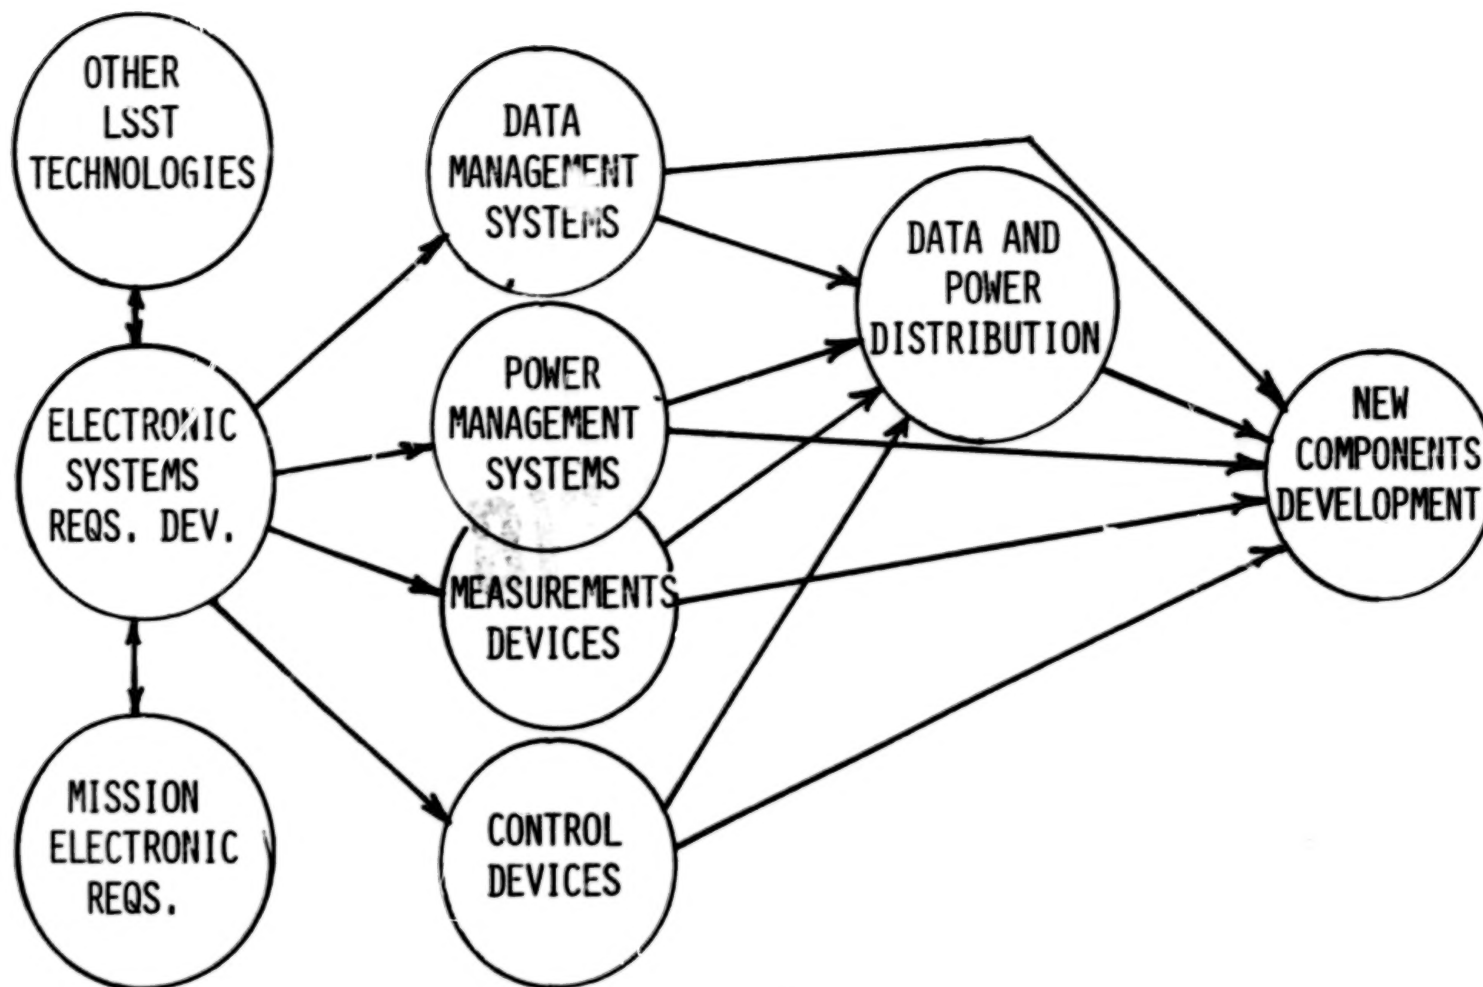 OTHER
LSST
TECHNOLOGIES
ELECTRONIC
SYSTEMS
REQS. DEV.
MISSION
ELECTRONIC
REQS.
DATA
MANAGEMENT
SYSTEMS
POWER
MANAGEMENT
SYSTEMS
MEASUREMENTS
DEVICES
CONTROL
DEVICES
DATA AND
POWER
DISTRIBUTION
NEW
COMPONENTS
DEVELOPMENT